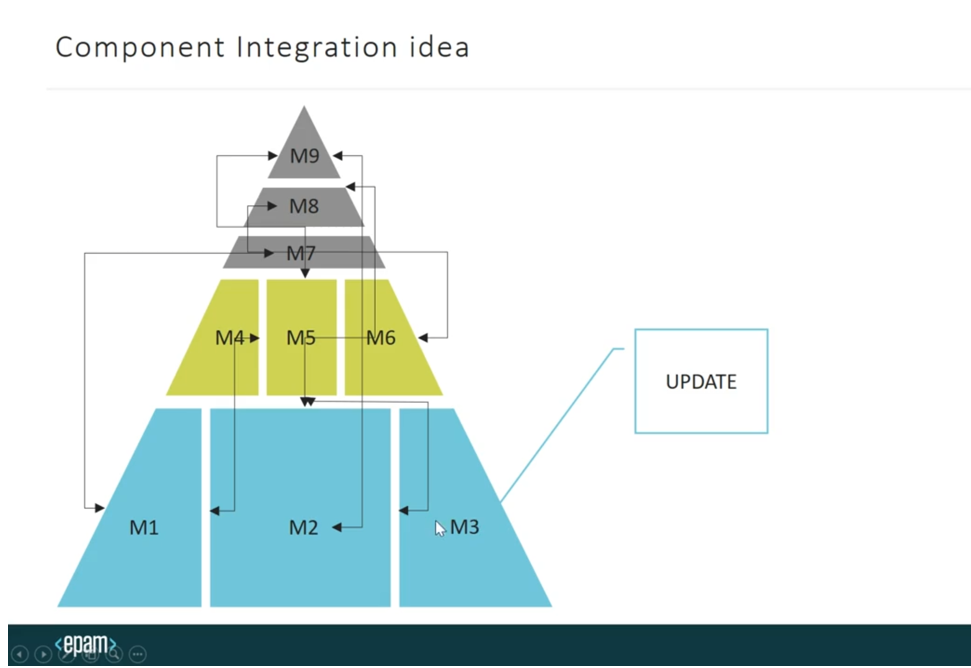 Component Integration idea
M9
M8
M7
M4 M5 M6
UPDATE
M1 M2 M3
<epam>